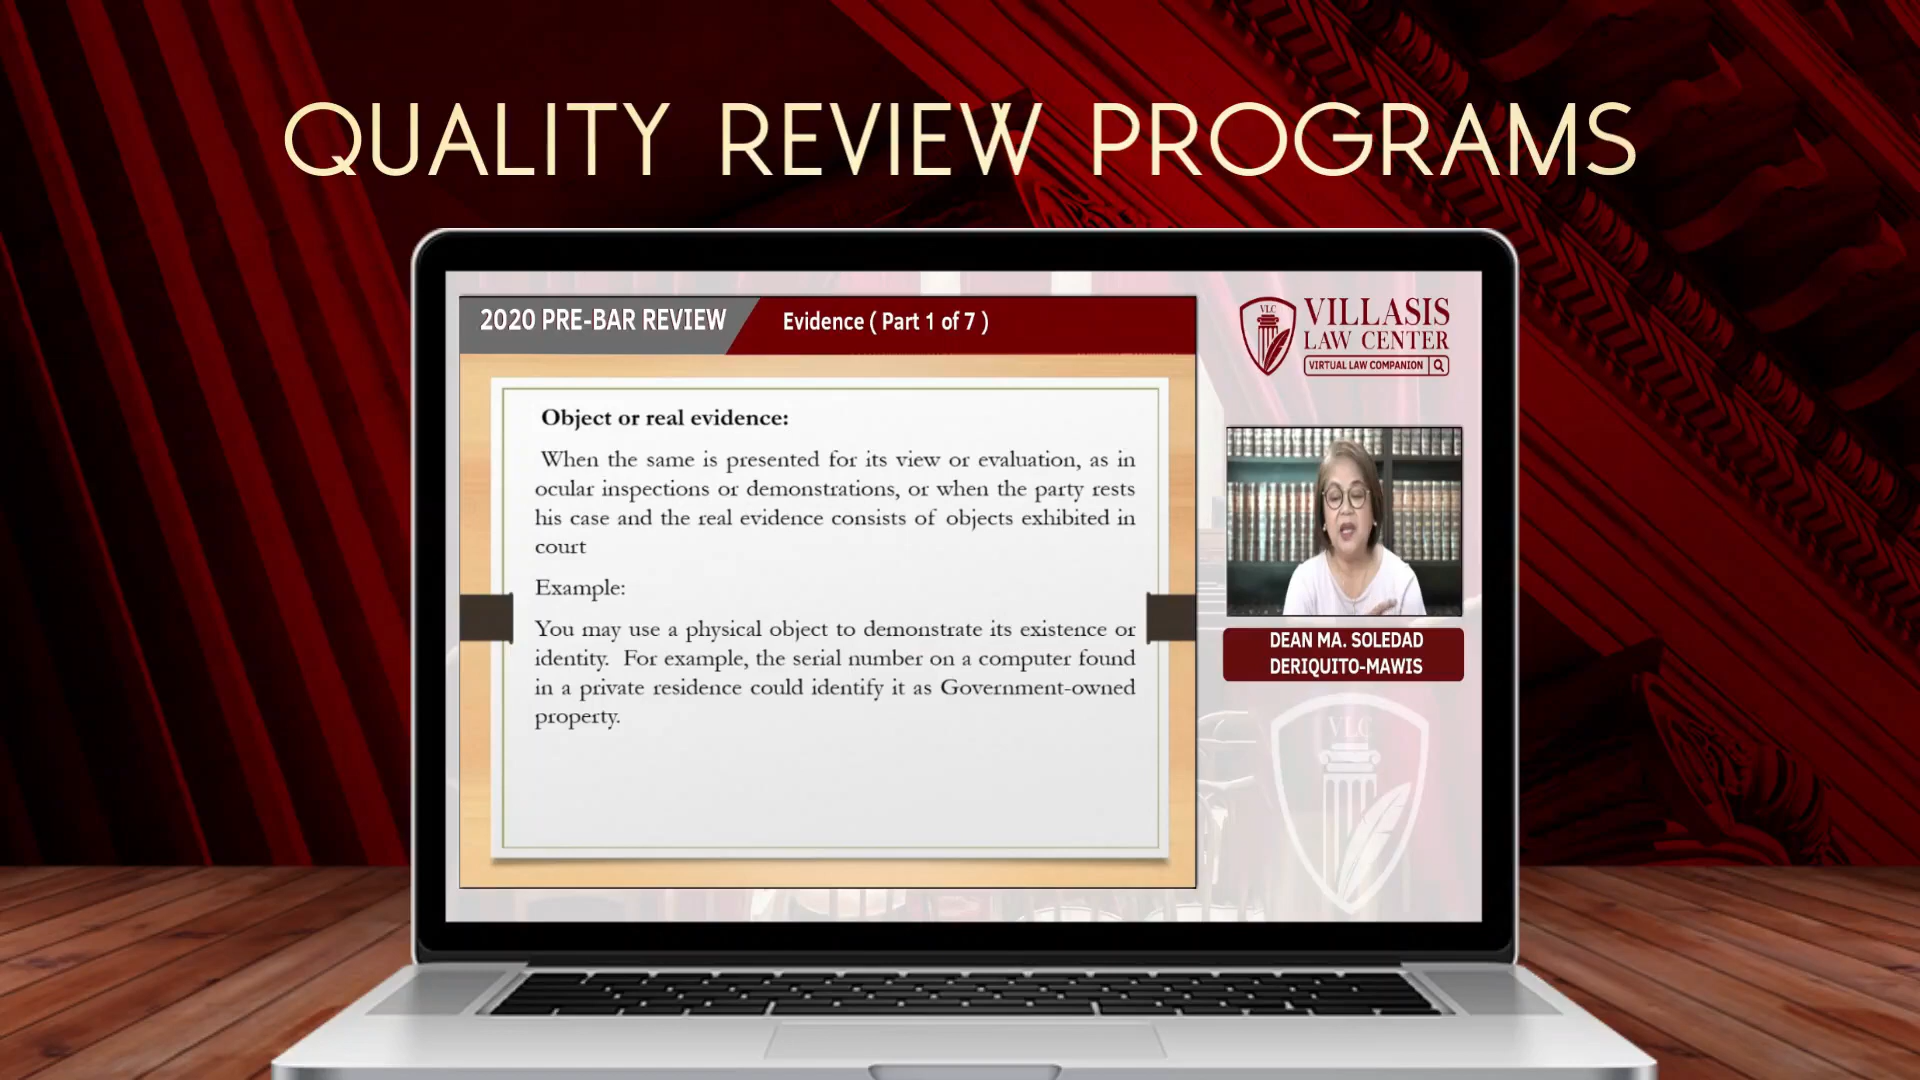 QUALITY REVIEW PROGRAMS
2020 PRE-BAR REVIEW
Evidence ( Part 1 of 7 )
Object or real evidence:
When the same is presented for its view or evaluation, as in
ocular inspections or demonstrations, or when the party rests
his case and the real evidence consists of objects exhibited in
court
Example:
You may use a physical object to demonstrate its existence or
identity. For example, the serial number on a computer found
in a private residence could identify it as Government-owned
property.
VLC
VILLASIS
LAW CENTER
VIRTUAL LAW COMPANION
DEAN MA. SOLEDAD
DERIQUITO-MAWIS
VLC